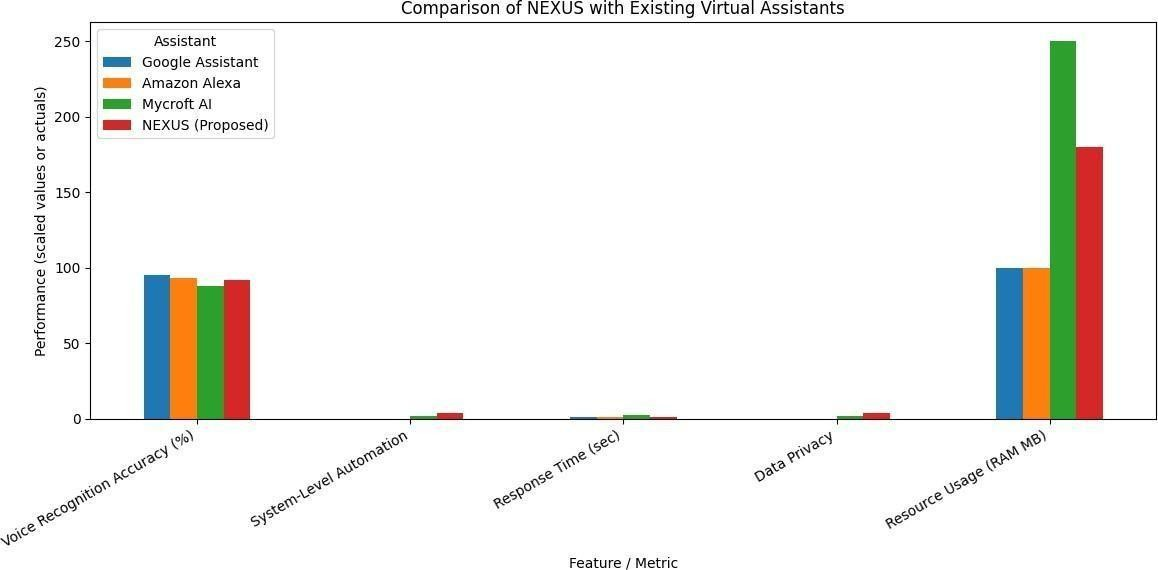 Comparison of NEXUS with Existing Virtual Assistants
Assistant
Google Assistant
Amazon Alexa
Mycroft AI
NEXUS (Proposed)
Performance (scaled values or actuals)
250
200
150
100
50
0
Voice Recognition Accuracy (%)
System-Level Automation
Response Time (sec)
Data Privacy
Resource Usage (RAM MB)
Feature / Metric